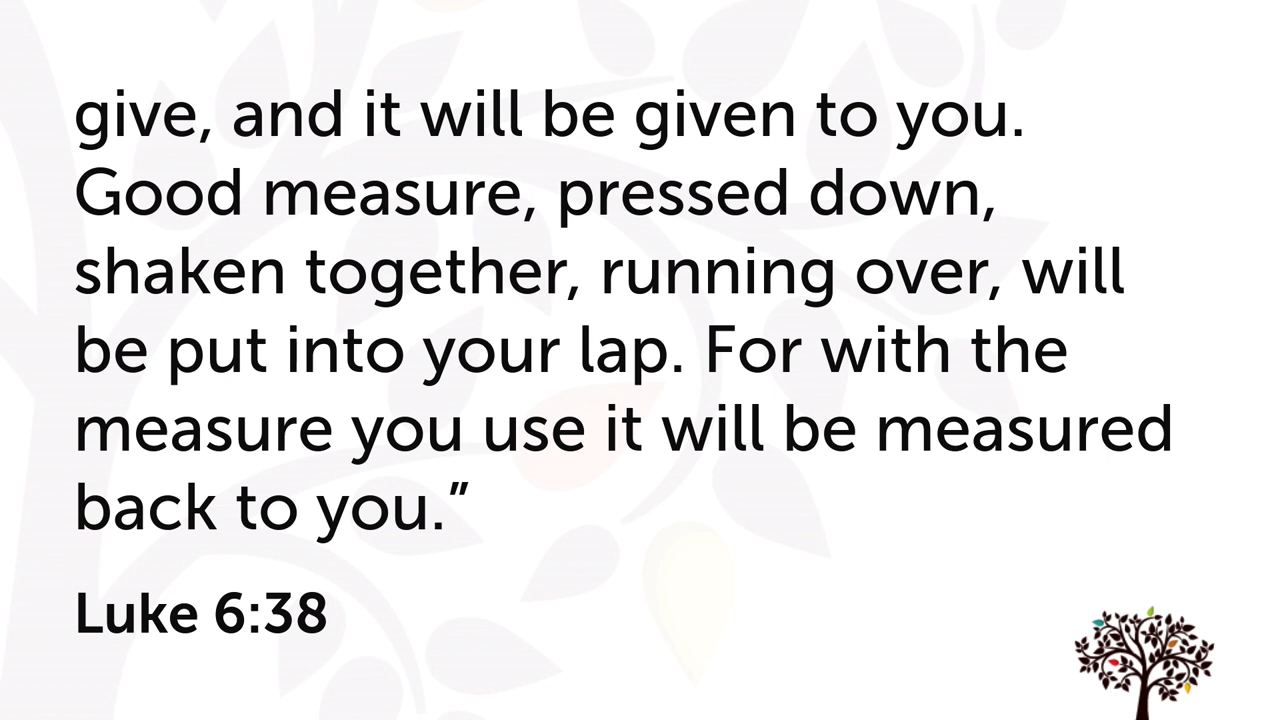 give, and it will be given to you.
Good measure, pressed down,
shaken together, running over, will
be put into your lap. For with the
measure you use it will be measured
back to you.”
Luke 6:38